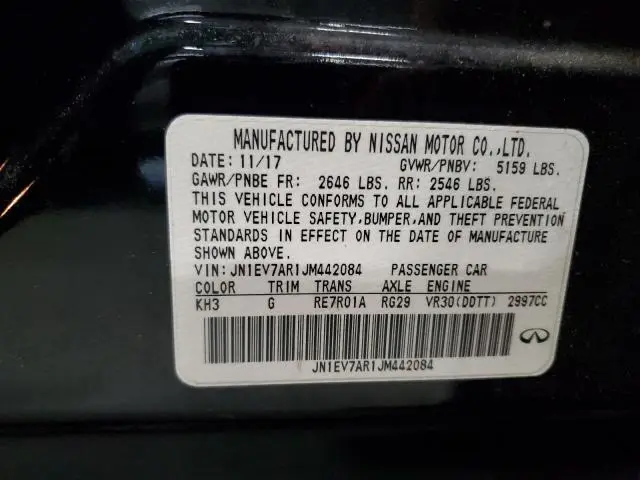 MANUFACTURED BY NISSAN MOTOR CO.,LTD.
DATE: 11/17 GVWR/PNBV: 5159 LBS.
GAWR/PNBE FR: 2646 LBS. RR: 2546 LBS.
THIS VEHICLE CONFORMS TO ALL APPLICABLE FEDERAL
MOTOR VEHICLE SAFETY,BUMPER,AND THEFT PREVENTION
STANDARDS IN EFFECT ON THE DATE OF MANUFACTURE
SHOWN ABOVE.
VIN: JN1EV7AR1JM442084 PASSENGER CAR
COLOR TRIM TRANS AXLE ENGINE
KH3 G RE7R01A RG29 VR30(DDTT) 2997CC
JN1EV7AR1JM442084